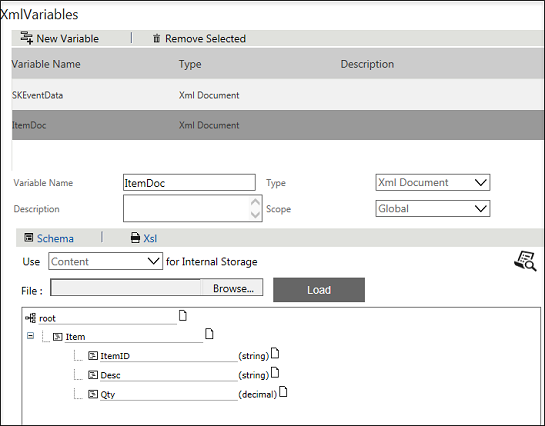 XmlVariables
New Variable | Remove Selected
Variable Name Type Description
SKEventData Xml Document
ItemDoc Xml Document
Variable Name ItemDoc Type Xml Document
Description Scope Global
Schema | Xsl
Use Content for Internal Storage
File : Browse... Load
root
Item
ItemID (string)
Desc (string)
Qty (decimal)